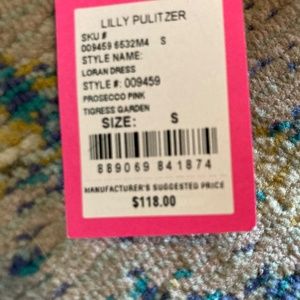 LILLY PULITZER
SKU #
009459 6532M4 S
STYLE NAME:
LORAN DRESS
STYLE #: 009459
PROSECCO PINK
TIGRESS GARDEN
SIZE: S
889069 841874
MANUFACTURER'S SUGGESTED PRICE
$118.00